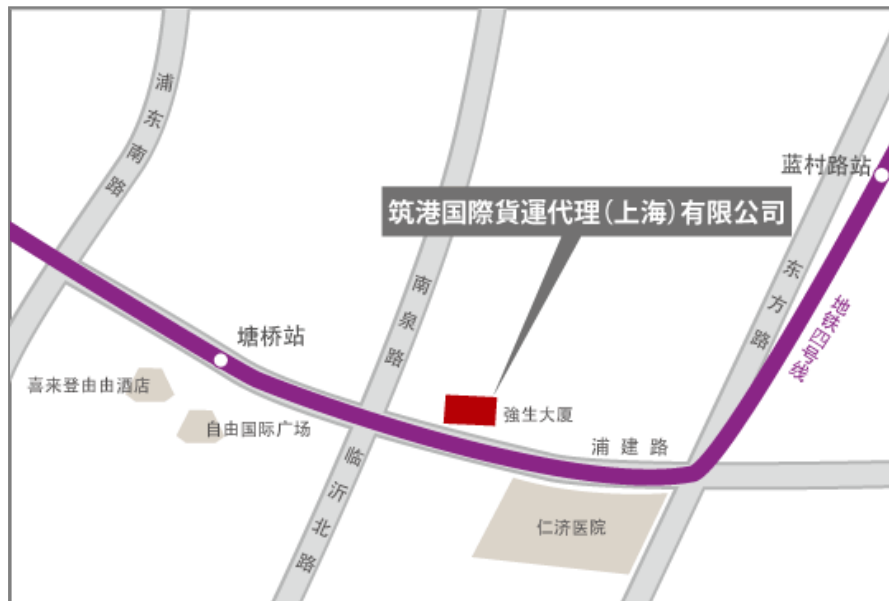 浦东南路
蓝村路站
筑港国際貨運代理(上海)有限公司
东方路
南泉路
地铁四号线
塘桥站
喜来登由由酒店
強生大厦
自由国际广场
浦建路
临沂北路
仁济医院